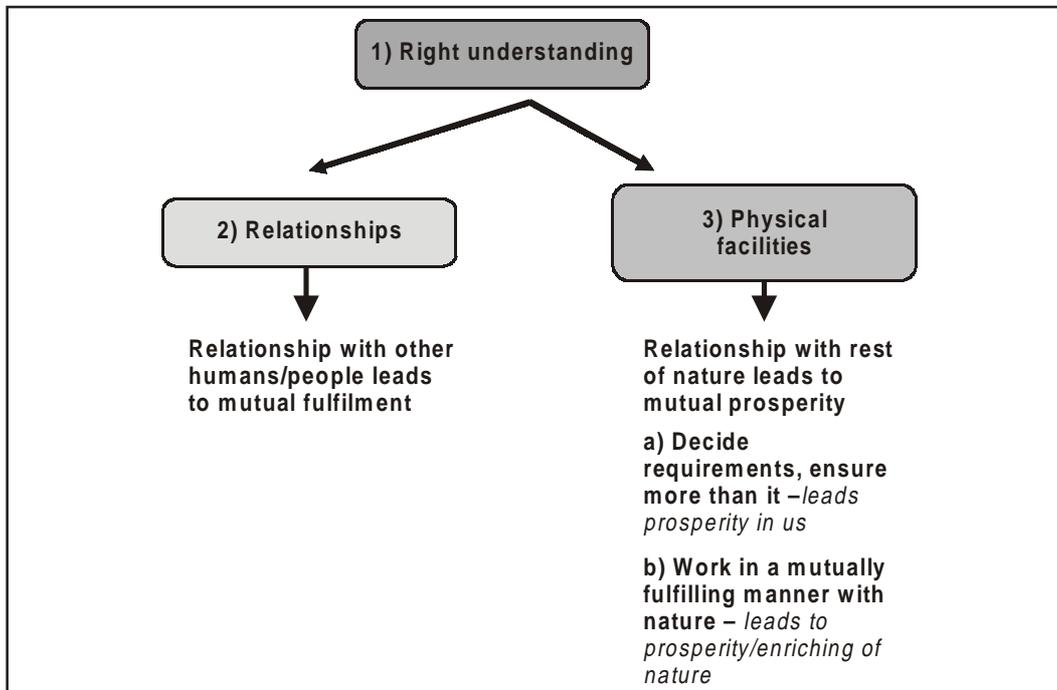 1) Right understanding
2) Relationships
3) Physical
facilities
Relationship with other
humans/people leads
to mutual fulfilment
Relationship with rest
of nature leads to
mutual prosperity
a) Decide
requirements, ensure
more than it –leads
prosperity in us
b) Work in a mutually
fulfilling manner with
nature – leads to
prosperity/enriching of
nature